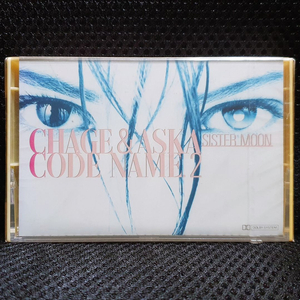 CHAGE & ASKA SISTER MOON
CODE NAME 2